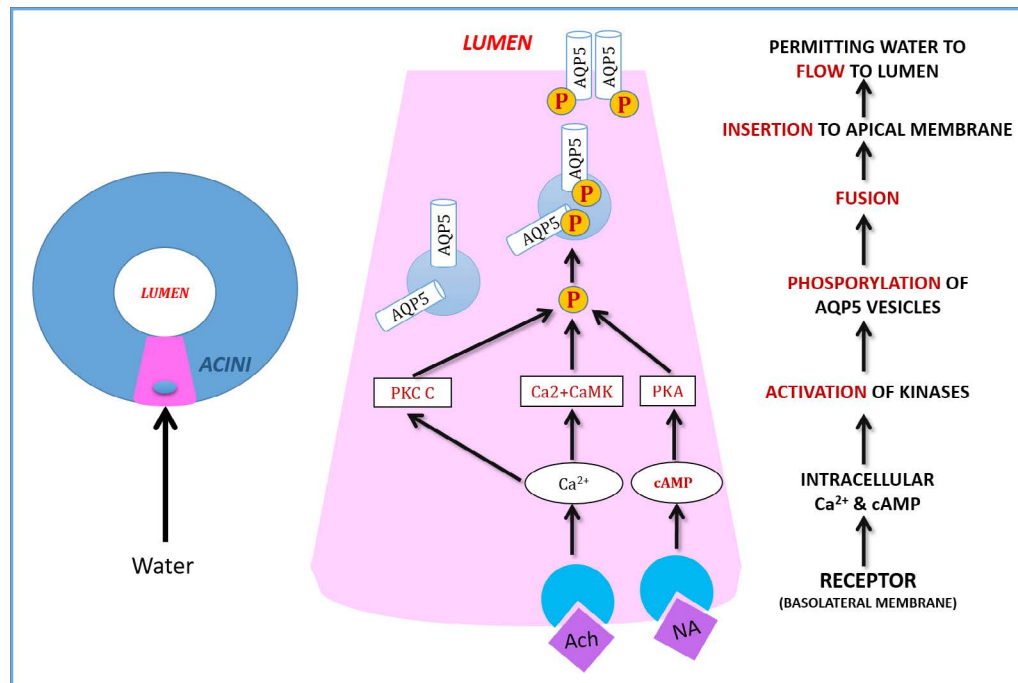 LUMEN
ACINI
Water
LUMEN
AQP5
AQP5
P
P
AQP5
AQP5
P
P
AQP5
AQP5
P
PKC C
Ca2+CaMK
PKA
Ca²⁺
cAMP
Ach
NA
PERMITTING WATER TO
FLOW TO LUMEN
INSERTION TO APICAL MEMBRANE
FUSION
PHOSPORYLATION OF
AQP5 VESICLES
ACTIVATION OF KINASES
INTRACELLULAR
Ca²⁺ & cAMP
RECEPTOR
(BASOLATERAL MEMBRANE)